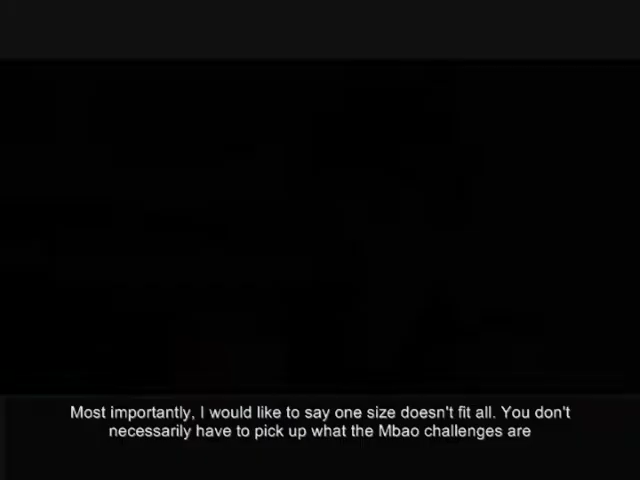 Most importantly, I would like to say one size doesn't fit all. You don't
necessarily have to pick up what the Mbao challenges are